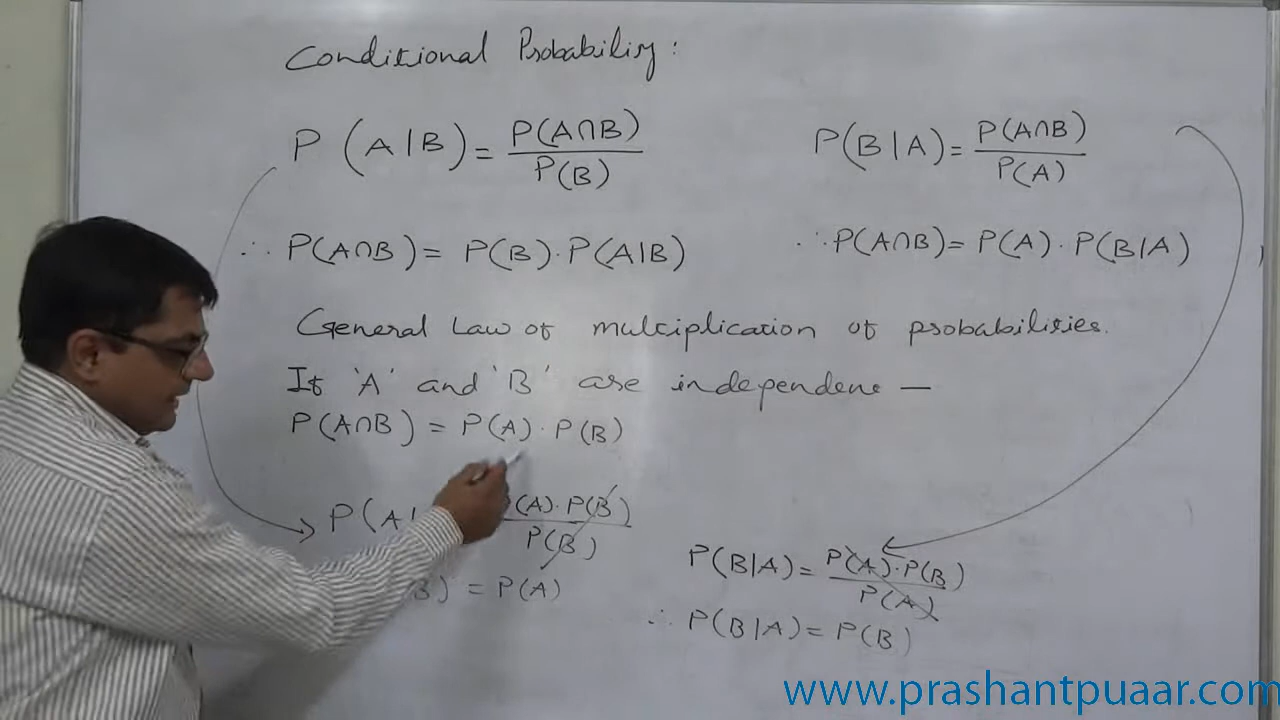 Conditional Probability:
P (A|B) = P(A∩B) / P(B)
P(B|A) = P(A∩B) / P(A)
∴ P(A∩B) = P(B)·P(A|B)
∴ P(A∩B) = P(A)·P(B|A)
General Law of multiplication of probabilities.
If 'A' and 'B' are independent —
P(A∩B) = P(A)·P(B)
P(A| (A)·P(B) / P(B)
B) = P(A)
P(B|A) = P(A)·P(B) / P(A)
∴ P(B|A) = P(B)
www.prashantpuaar.com